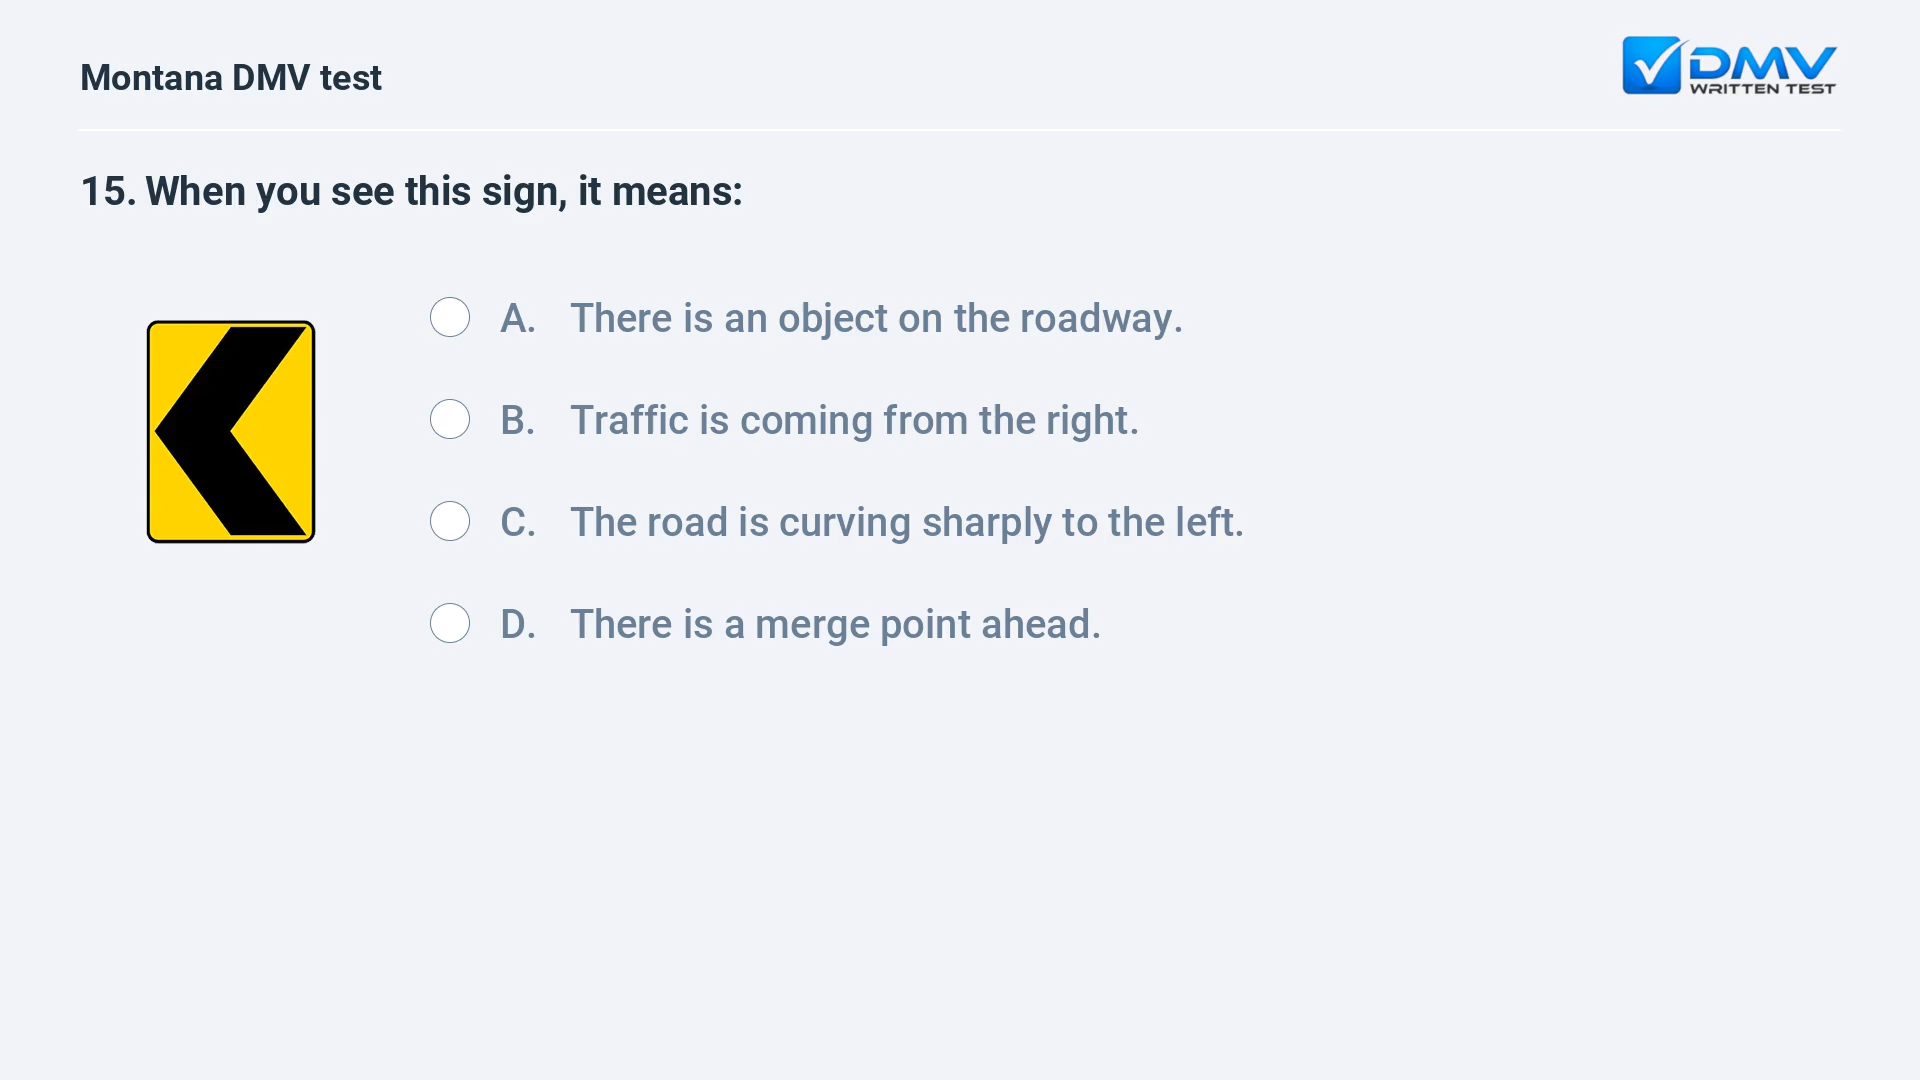 Montana DMV test
DMV
WRITTEN TEST
15. When you see this sign, it means:
A. There is an object on the roadway.
B. Traffic is coming from the right.
C. The road is curving sharply to the left.
D. There is a merge point ahead.